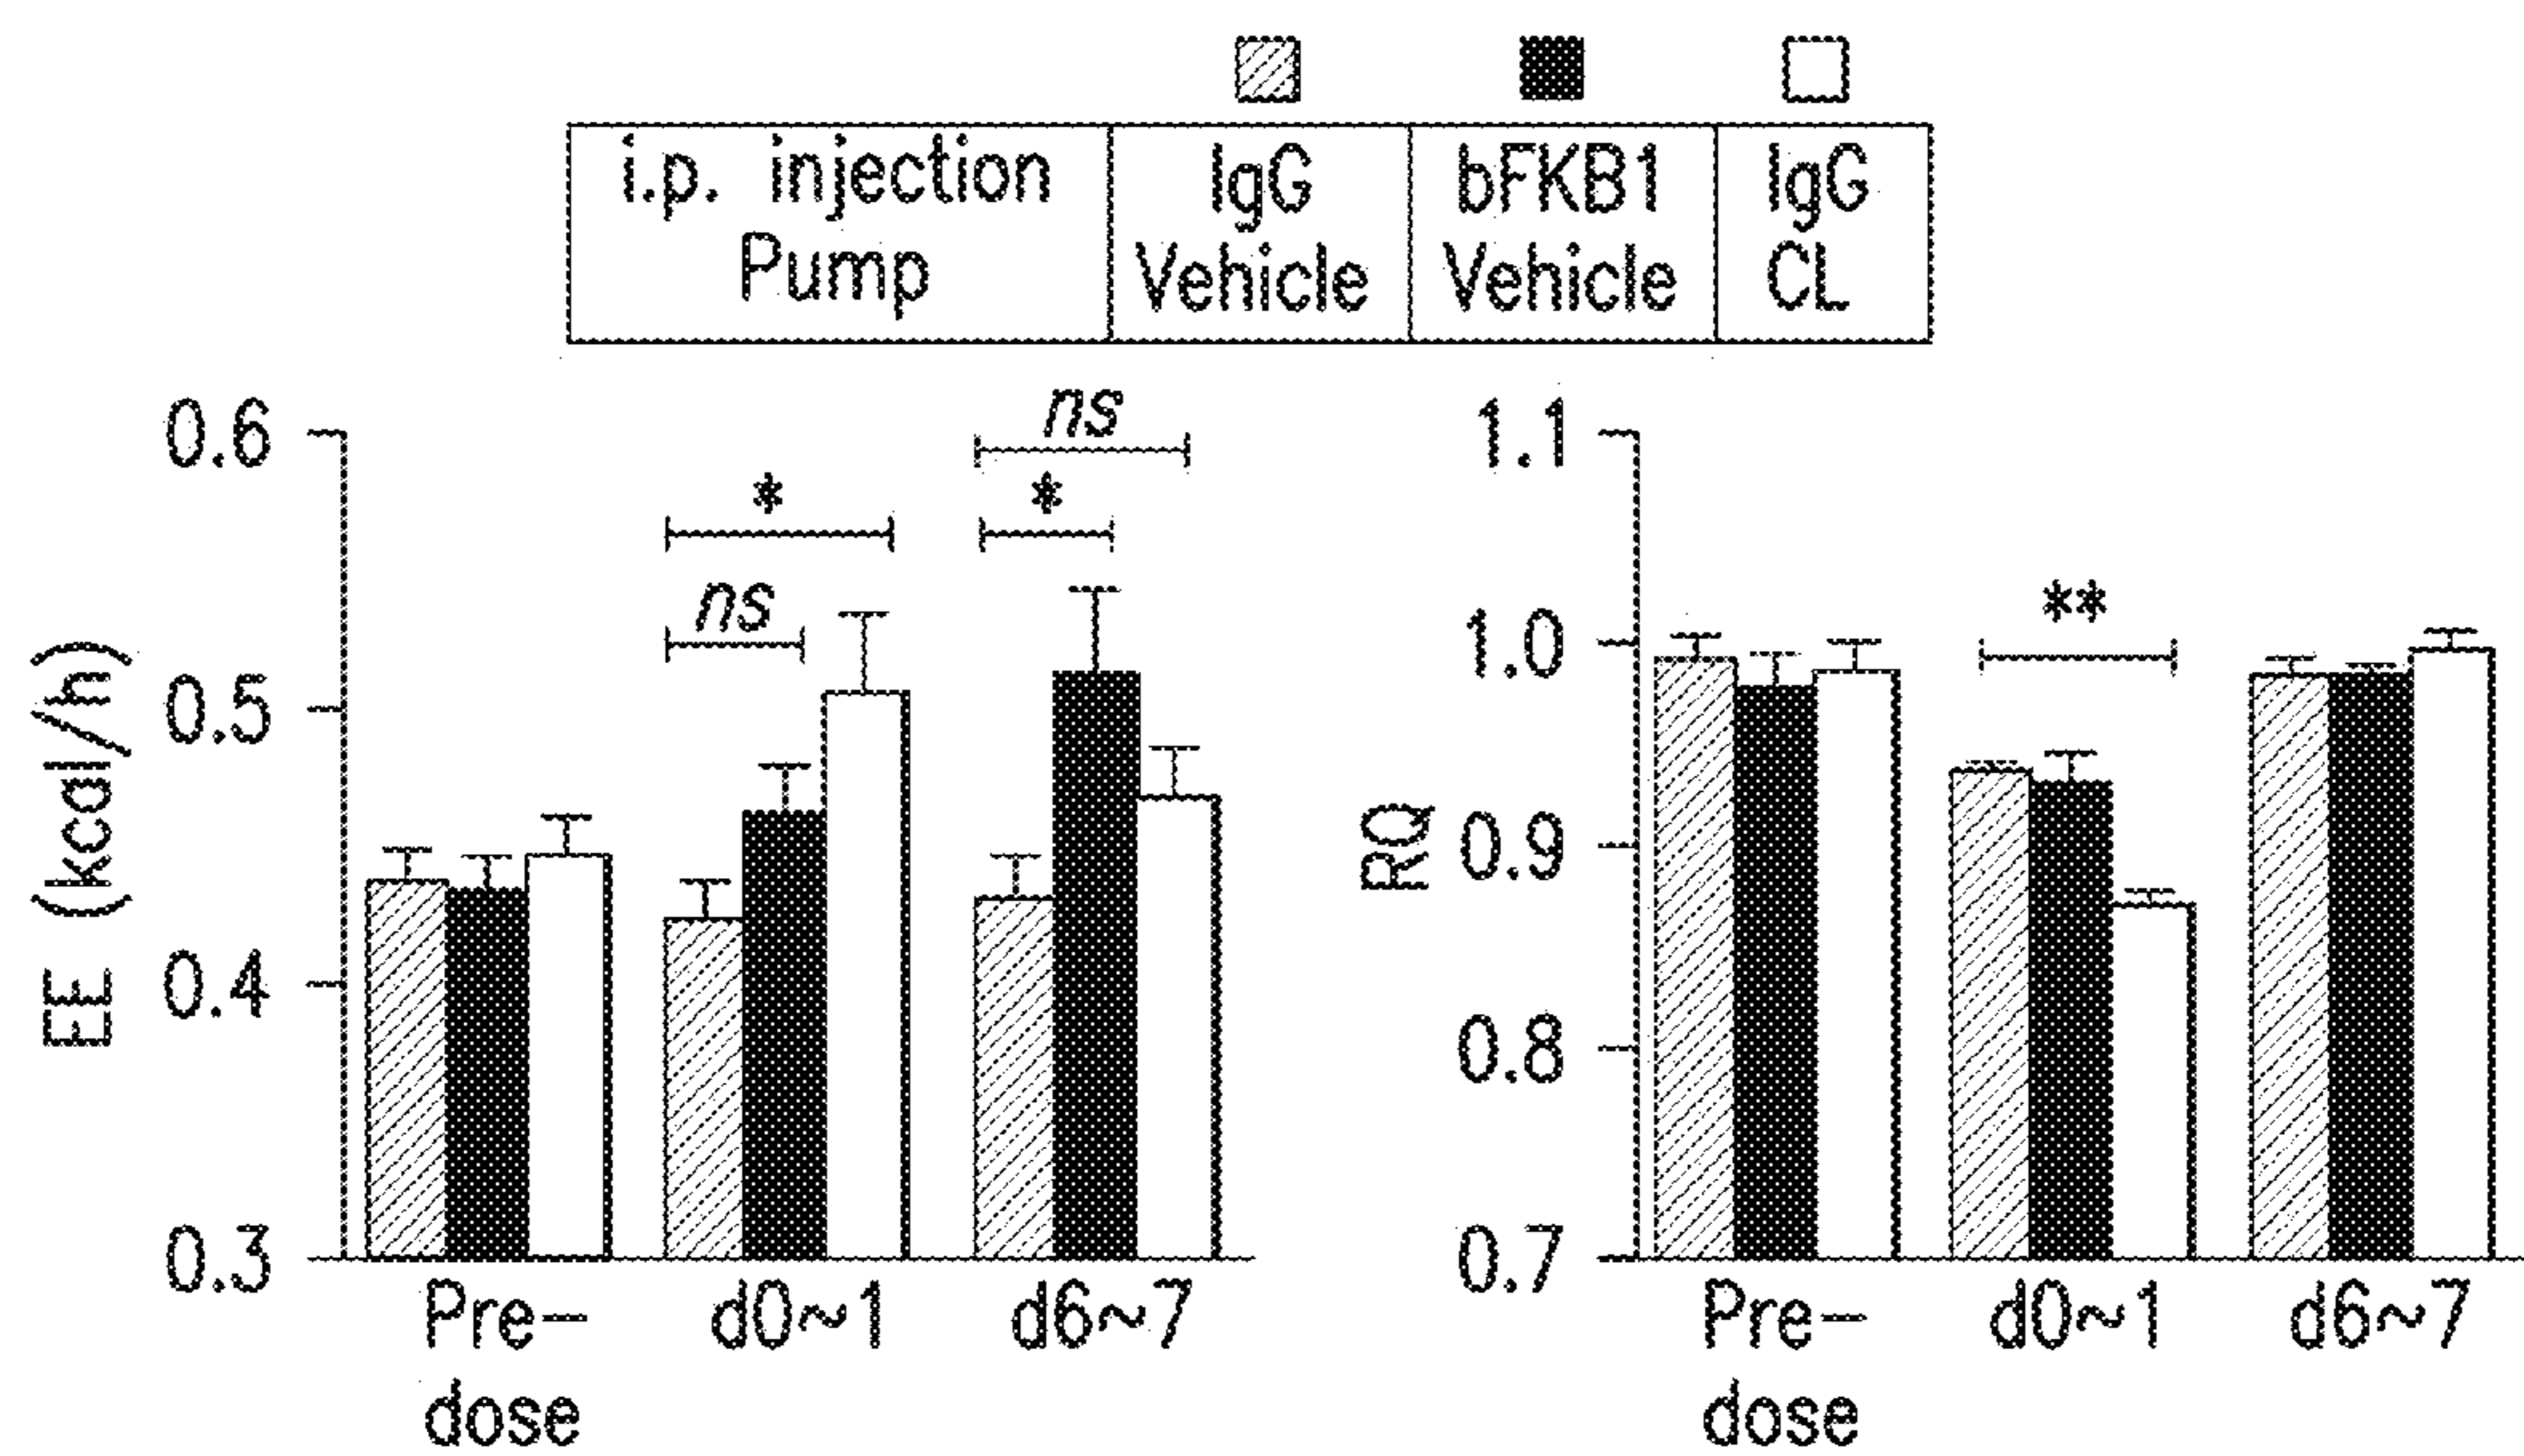 i.p. injection IgG bFKB1 IgG
Pump Vehicle Vehicle CL
EE (kcal/h)
0.6
0.5
0.4
0.3
ns
*
*
ns
Pre- d0~1 d6~7
dose
RQ
1.1
1.0
0.9
0.8
0.7
**
Pre- d0~1 d6~7
dose